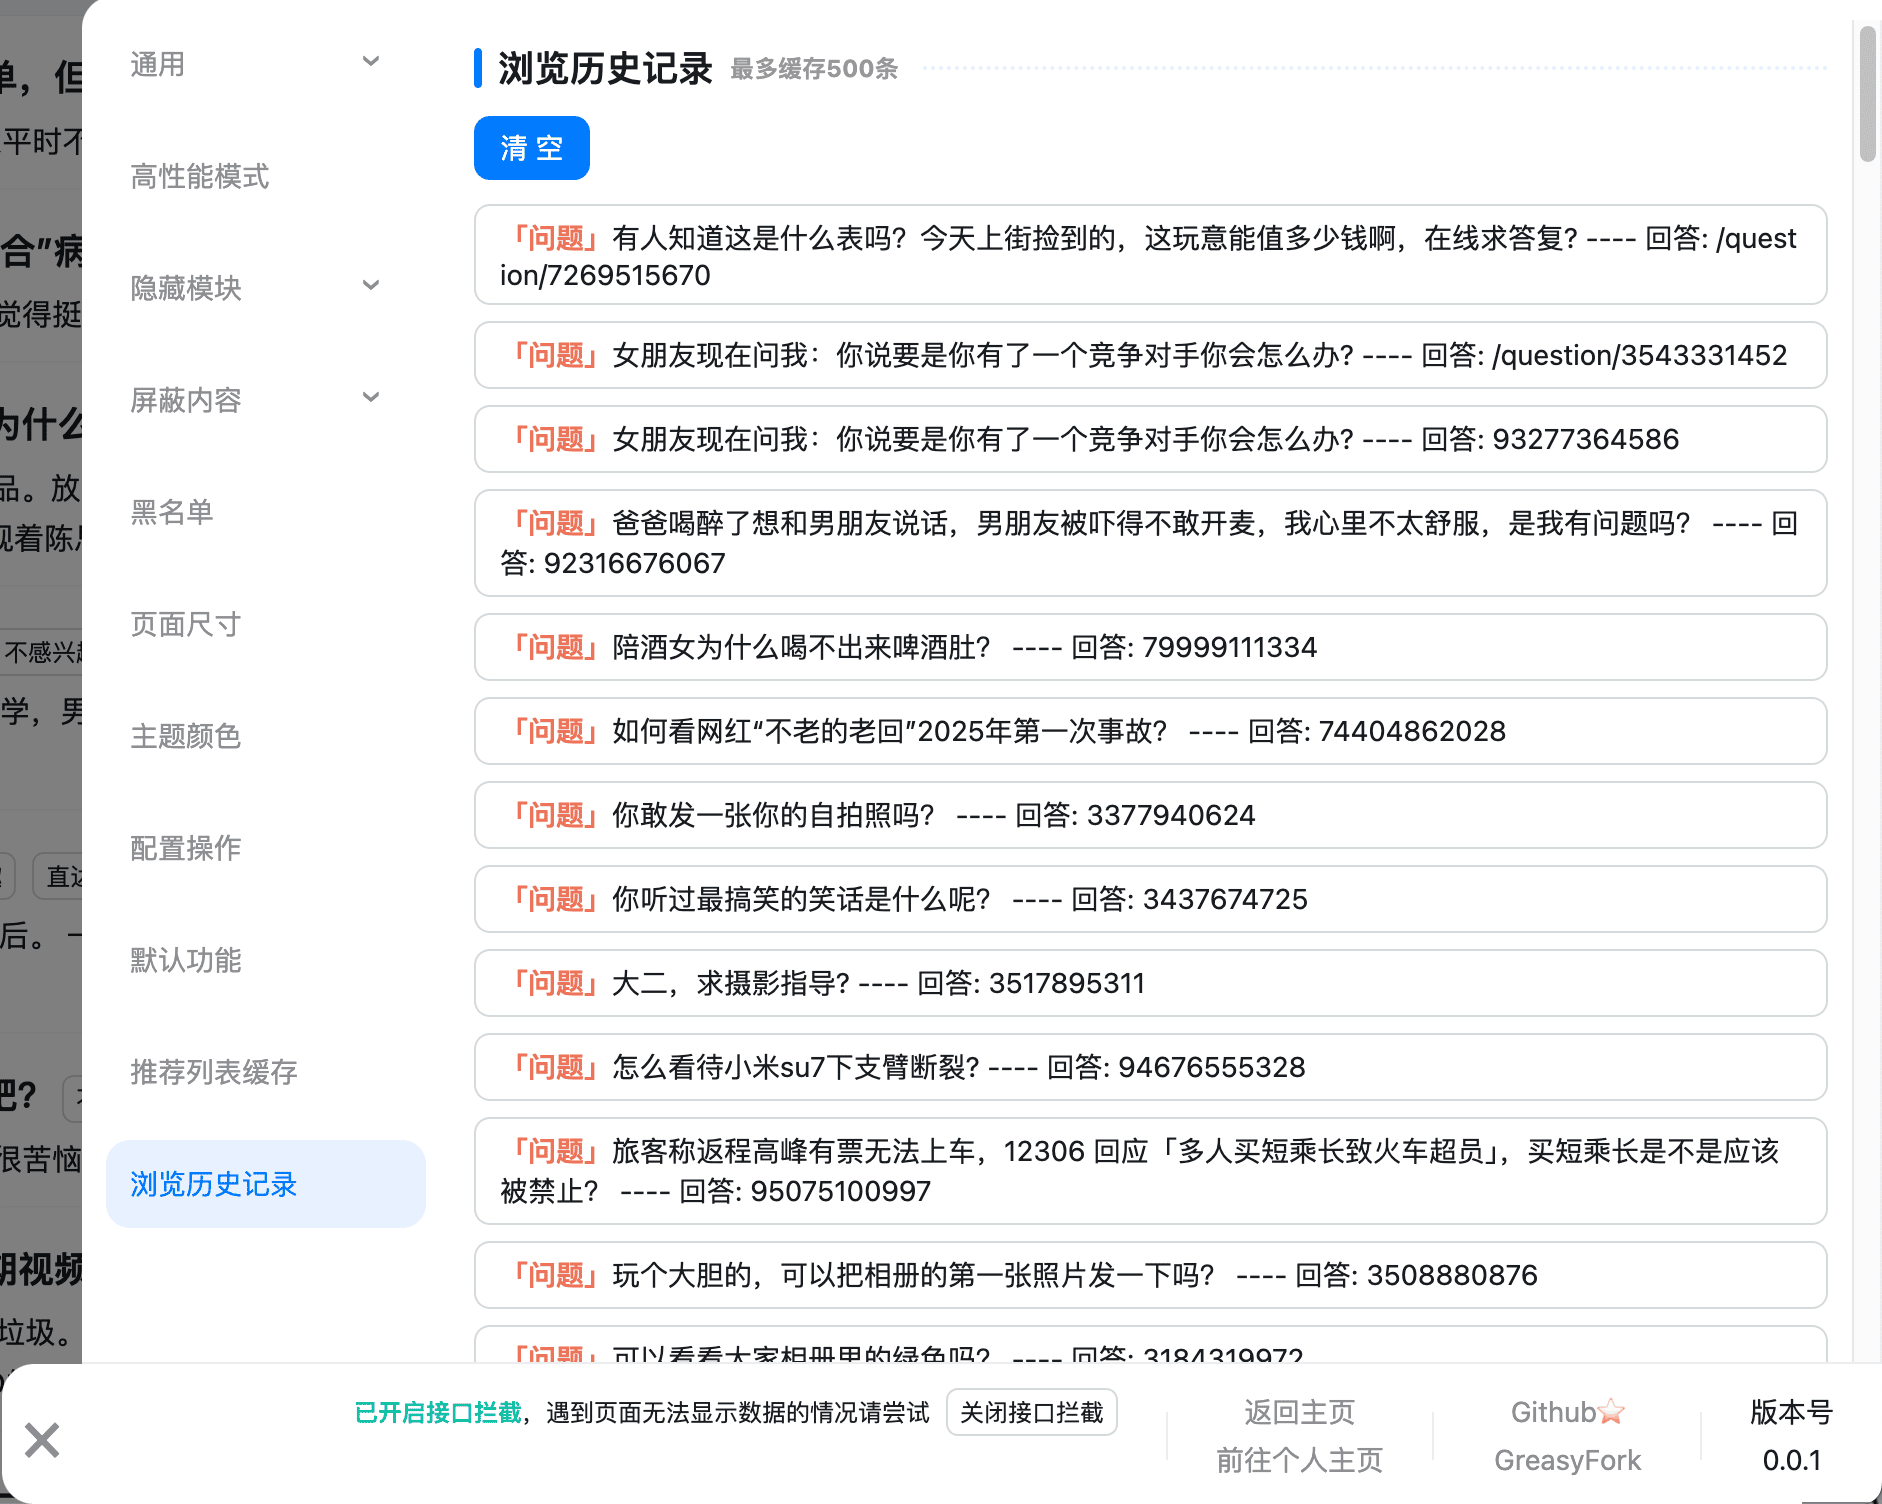 通用
高性能模式
隐藏模块
屏蔽内容
黑名单
页面尺寸
主题颜色
配置操作
默认功能
推荐列表缓存
浏览历史记录
浏览历史记录 最多缓存500条
清 空
「问题」有人知道这是什么表吗？今天上街捡到的，这玩意能值多少钱啊，在线求答复? ---- 回答: /quest
ion/7269515670
「问题」女朋友现在问我：你说要是你有了一个竞争对手你会怎么办? ---- 回答: /question/3543331452
「问题」女朋友现在问我：你说要是你有了一个竞争对手你会怎么办? ---- 回答: 93277364586
「问题」爸爸喝醉了想和男朋友说话，男朋友被吓得不敢开麦，我心里不太舒服，是我有问题吗？ ---- 回
答: 92316676067
「问题」陪酒女为什么喝不出来啤酒肚？ ---- 回答: 79999111334
「问题」如何看网红“不老的老回”2025年第一次事故？ ---- 回答: 74404862028
「问题」你敢发一张你的自拍照吗？ ---- 回答: 3377940624
「问题」你听过最搞笑的笑话是什么呢？ ---- 回答: 3437674725
「问题」大二，求摄影指导? ---- 回答: 3517895311
「问题」怎么看待小米su7下支臂断裂? ---- 回答: 94676555328
「问题」旅客称返程高峰有票无法上车，12306 回应「多人买短乘长致火车超员」，买短乘长是不是应该
被禁止？ ---- 回答: 95075100997
「问题」玩个大胆的，可以把相册的第一张照片发一下吗？ ---- 回答: 3508880876
「问题」可以看看大家相册里的绿色吗？ ---- 回答: 3184319972
已开启接口拦截，遇到页面无法显示数据的情况请尝试 关闭接口拦截
返回主页
前往个人主页
Github⭐
GreasyFork
版本号
0.0.1
单，但
平时不
合”病
觉得挺
为什么
品。放
观着陈
不感兴趣
学，男
直达
后。一
吧?
很苦恼
期视频
垃圾。